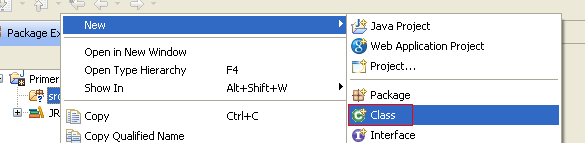 New
Java Project
Package Ex
Web Application Project
Open in New Window
Project...
Open Type Hierarchy F4
Primer
Show In Alt+Shift+W
Package
src
Class
JR
Copy Ctrl+C
Copy Qualified Name
Interface